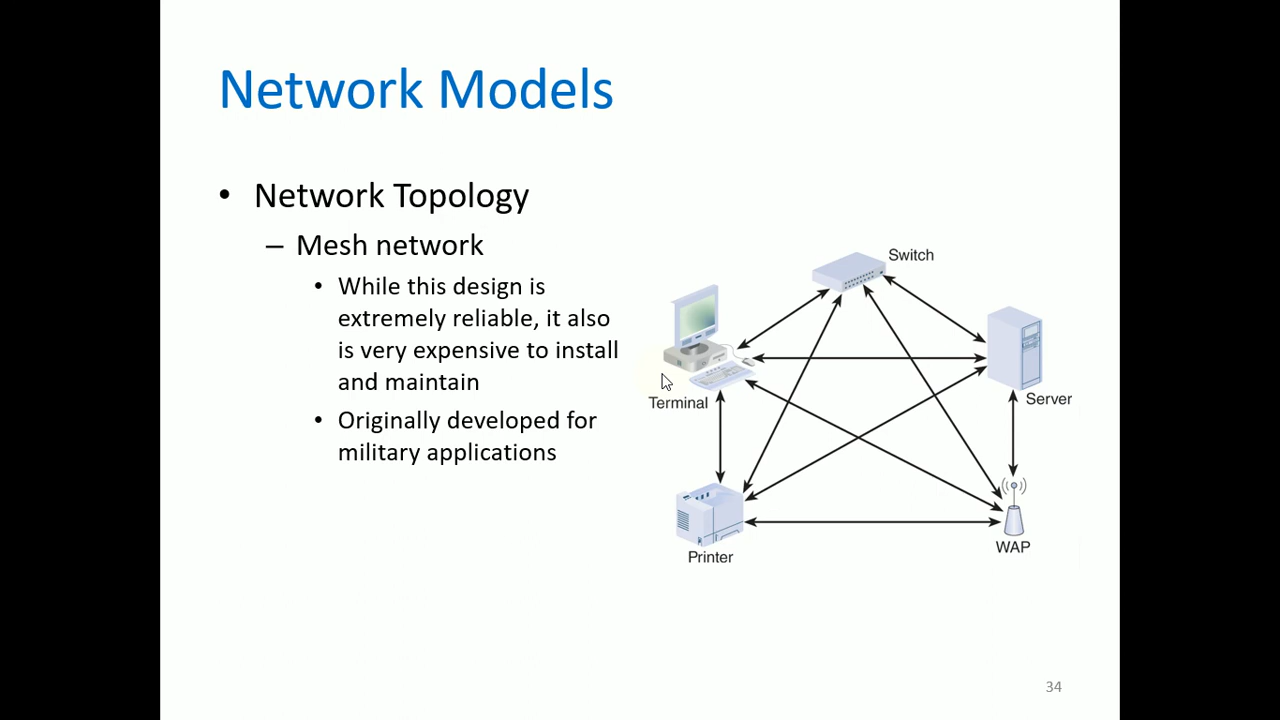 Network Models
• Network Topology
– Mesh network
• While this design is
extremely reliable, it also
is very expensive to install
and maintain
• Originally developed for
military applications
Switch
Terminal
Server
Printer
WAP
34